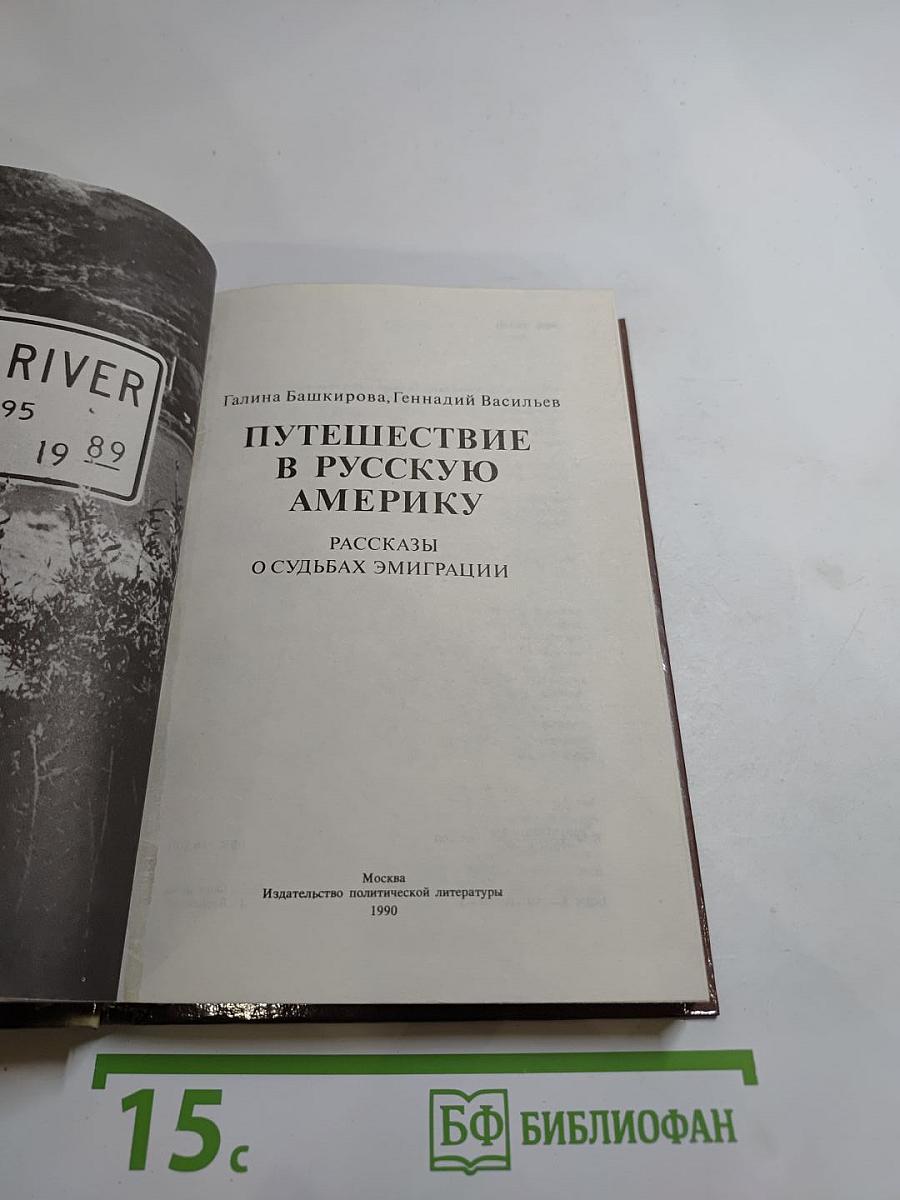 RIVER
95
19 89
Галина Башкирова, Геннадий Васильев
ПУТЕШЕСТВИЕ
В РУССКУЮ
АМЕРИКУ
РАССКАЗЫ
О СУДЬБАХ ЭМИГРАЦИИ
Москва
Издательство политической литературы
1990
15 с
БФ БИБЛИОФАН